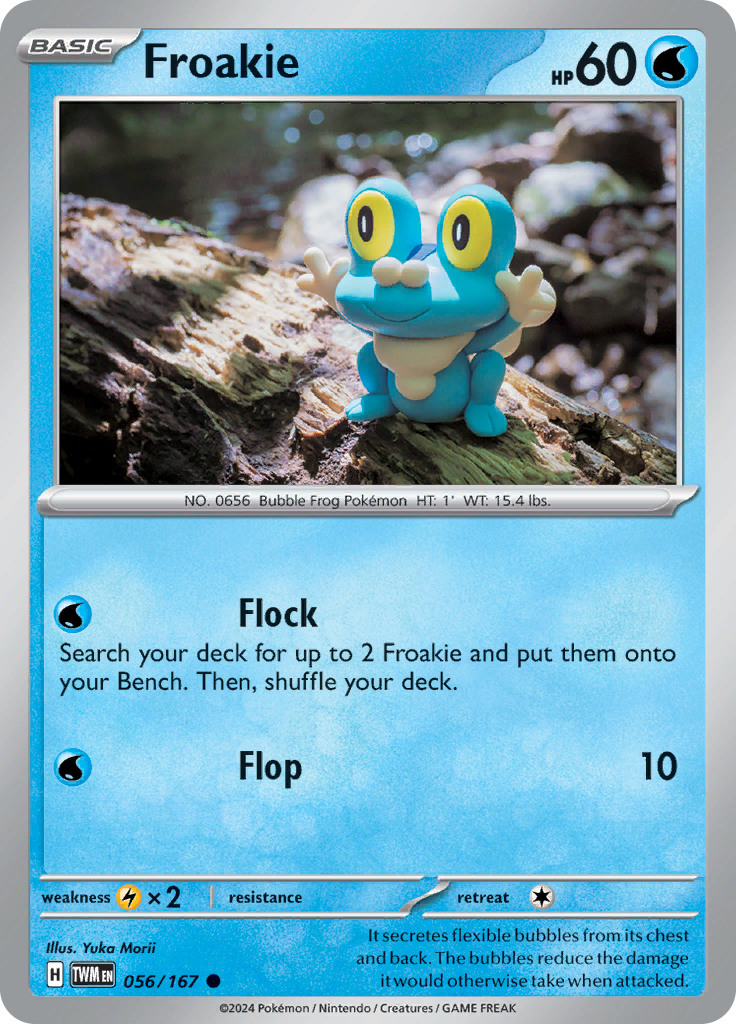 BASIC
Froakie
HP 60
NO. 0656 Bubble Frog Pokémon HT: 1' WT: 15.4 lbs.
Flock
Search your deck for up to 2 Froakie and put them onto
your Bench. Then, shuffle your deck.
Flop 10
weakness ×2 resistance retreat
It secretes flexible bubbles from its chest
and back. The bubbles reduce the damage
it would otherwise take when attacked.
Illus. Yuka Morii
H TWM EN 056/167
©2024 Pokémon / Nintendo / Creatures / GAME FREAK